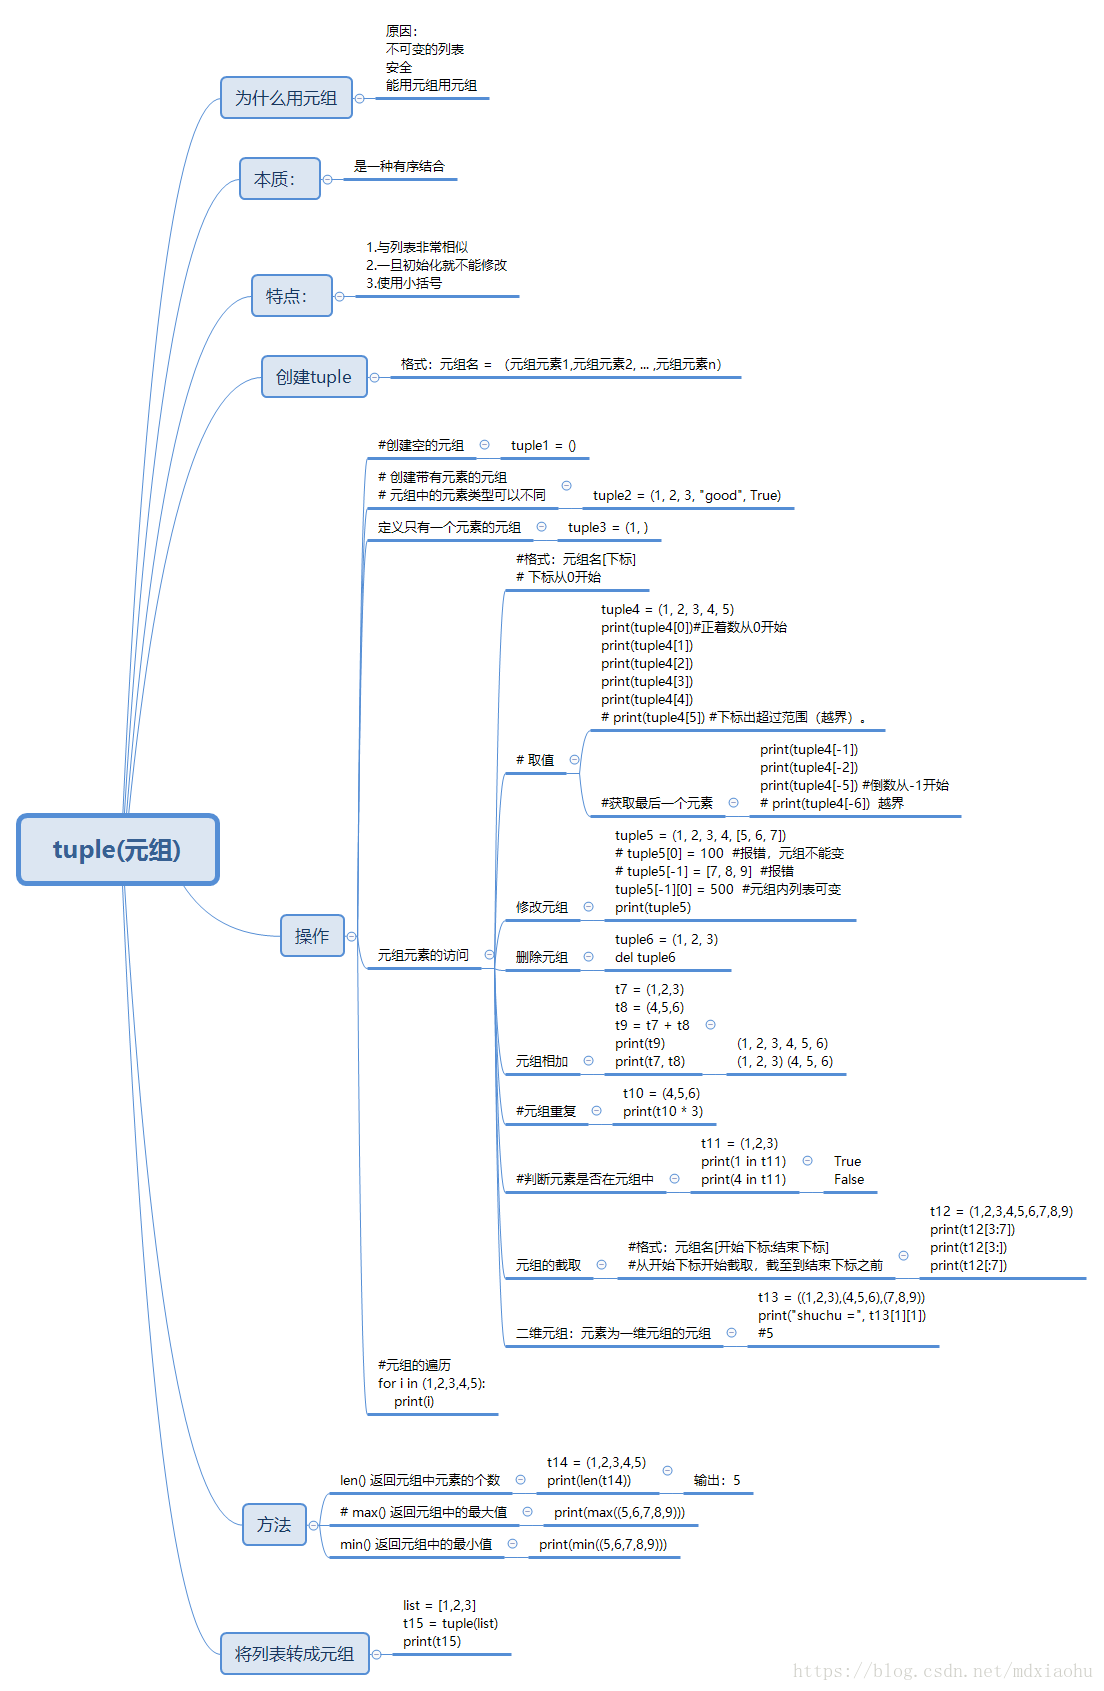 原因：
不可变的列表
安全
能用元组用元组
为什么用元组
本质：
是一种有序结合
特点：
1.与列表非常相似
2.一旦初始化就不能修改
3.使用小括号
创建tuple
格式：元组名 = （元组元素1,元组元素2, ... ,元组元素n）
tuple(元组)
操作
#创建空的元组
tuple1 = ()
# 创建带有元素的元组
# 元组中的元素类型可以不同
tuple2 = (1, 2, 3, "good", True)
定义只有一个元素的元组
tuple3 = (1, )
元组元素的访问
#格式：元组名[下标]
# 下标从0开始
# 取值
tuple4 = (1, 2, 3, 4, 5)
print(tuple4[0])#正着数从0开始
print(tuple4[1])
print(tuple4[2])
print(tuple4[3])
print(tuple4[4])
# print(tuple4[5]) #下标出超过范围（越界）。
#获取最后一个元素
print(tuple4[-1])
print(tuple4[-2])
print(tuple4[-5]) #倒数从-1开始
# print(tuple4[-6])  越界
修改元组
tuple5 = (1, 2, 3, 4, [5, 6, 7])
# tuple5[0] = 100  #报错，元组不能变
# tuple5[-1] = [7, 8, 9]  #报错
tuple5[-1][0] = 500  #元组内列表可变
print(tuple5)
删除元组
tuple6 = (1, 2, 3)
del tuple6
元组相加
t7 = (1,2,3)
t8 = (4,5,6)
t9 = t7 + t8
print(t9)
print(t7, t8)
(1, 2, 3, 4, 5, 6)
(1, 2, 3) (4, 5, 6)
#元组重复
t10 = (4,5,6)
print(t10 * 3)
#判断元素是否在元组中
t11 = (1,2,3)
print(1 in t11)
print(4 in t11)
True
False
元组的截取
#格式：元组名[开始下标:结束下标]
#从开始下标开始截取，截至到结束下标之前
t12 = (1,2,3,4,5,6,7,8,9)
print(t12[3:7])
print(t12[3:])
print(t12[:7])
二维元组：元素为一维元组的元组
t13 = ((1,2,3),(4,5,6),(7,8,9))
print("shuchu =", t13[1][1])
#5
#元组的遍历
for i in (1,2,3,4,5):
    print(i)
方法
len() 返回元组中元素的个数
t14 = (1,2,3,4,5)
print(len(t14))
输出：5
# max() 返回元组中的最大值
print(max((5,6,7,8,9)))
min() 返回元组中的最小值
print(min((5,6,7,8,9)))
将列表转成元组
list = [1,2,3]
t15 = tuple(list)
print(t15)
https://blog.csdn.net/mdxiaohu